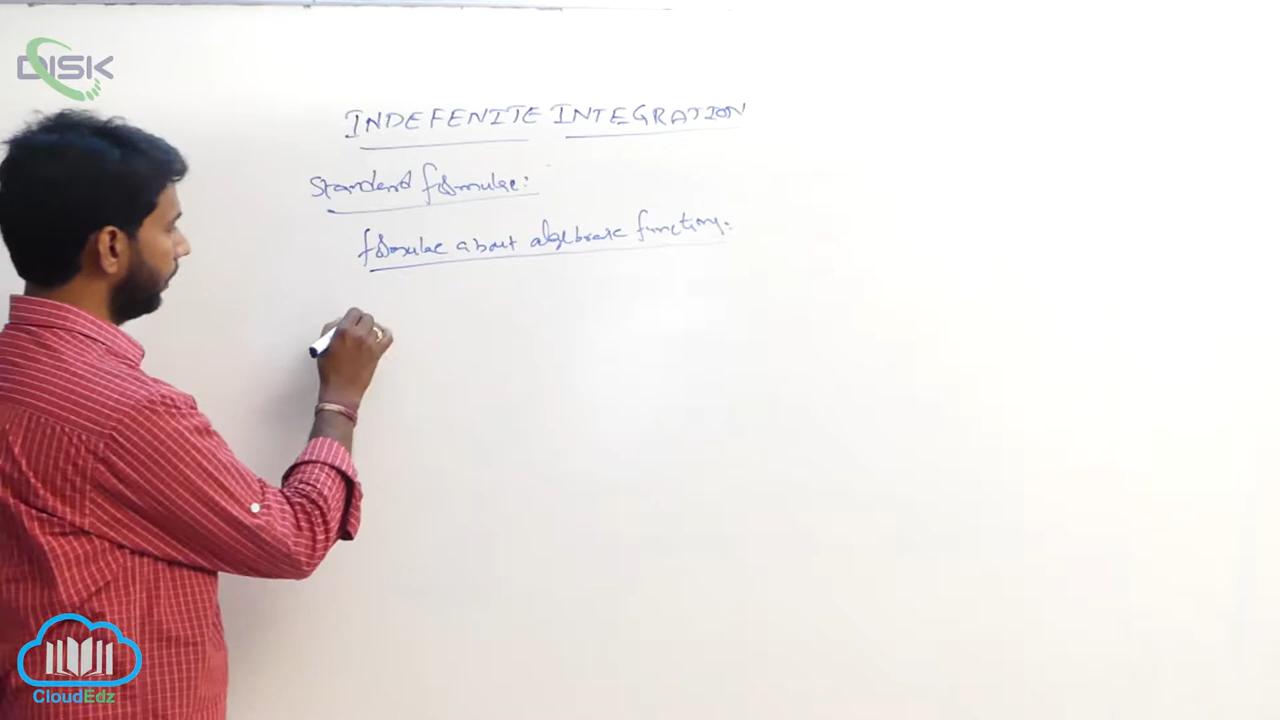 DISK
INDEFENITE INTEGRATION
Standard formulae:
formulae about algebraic functions.
CloudEdz